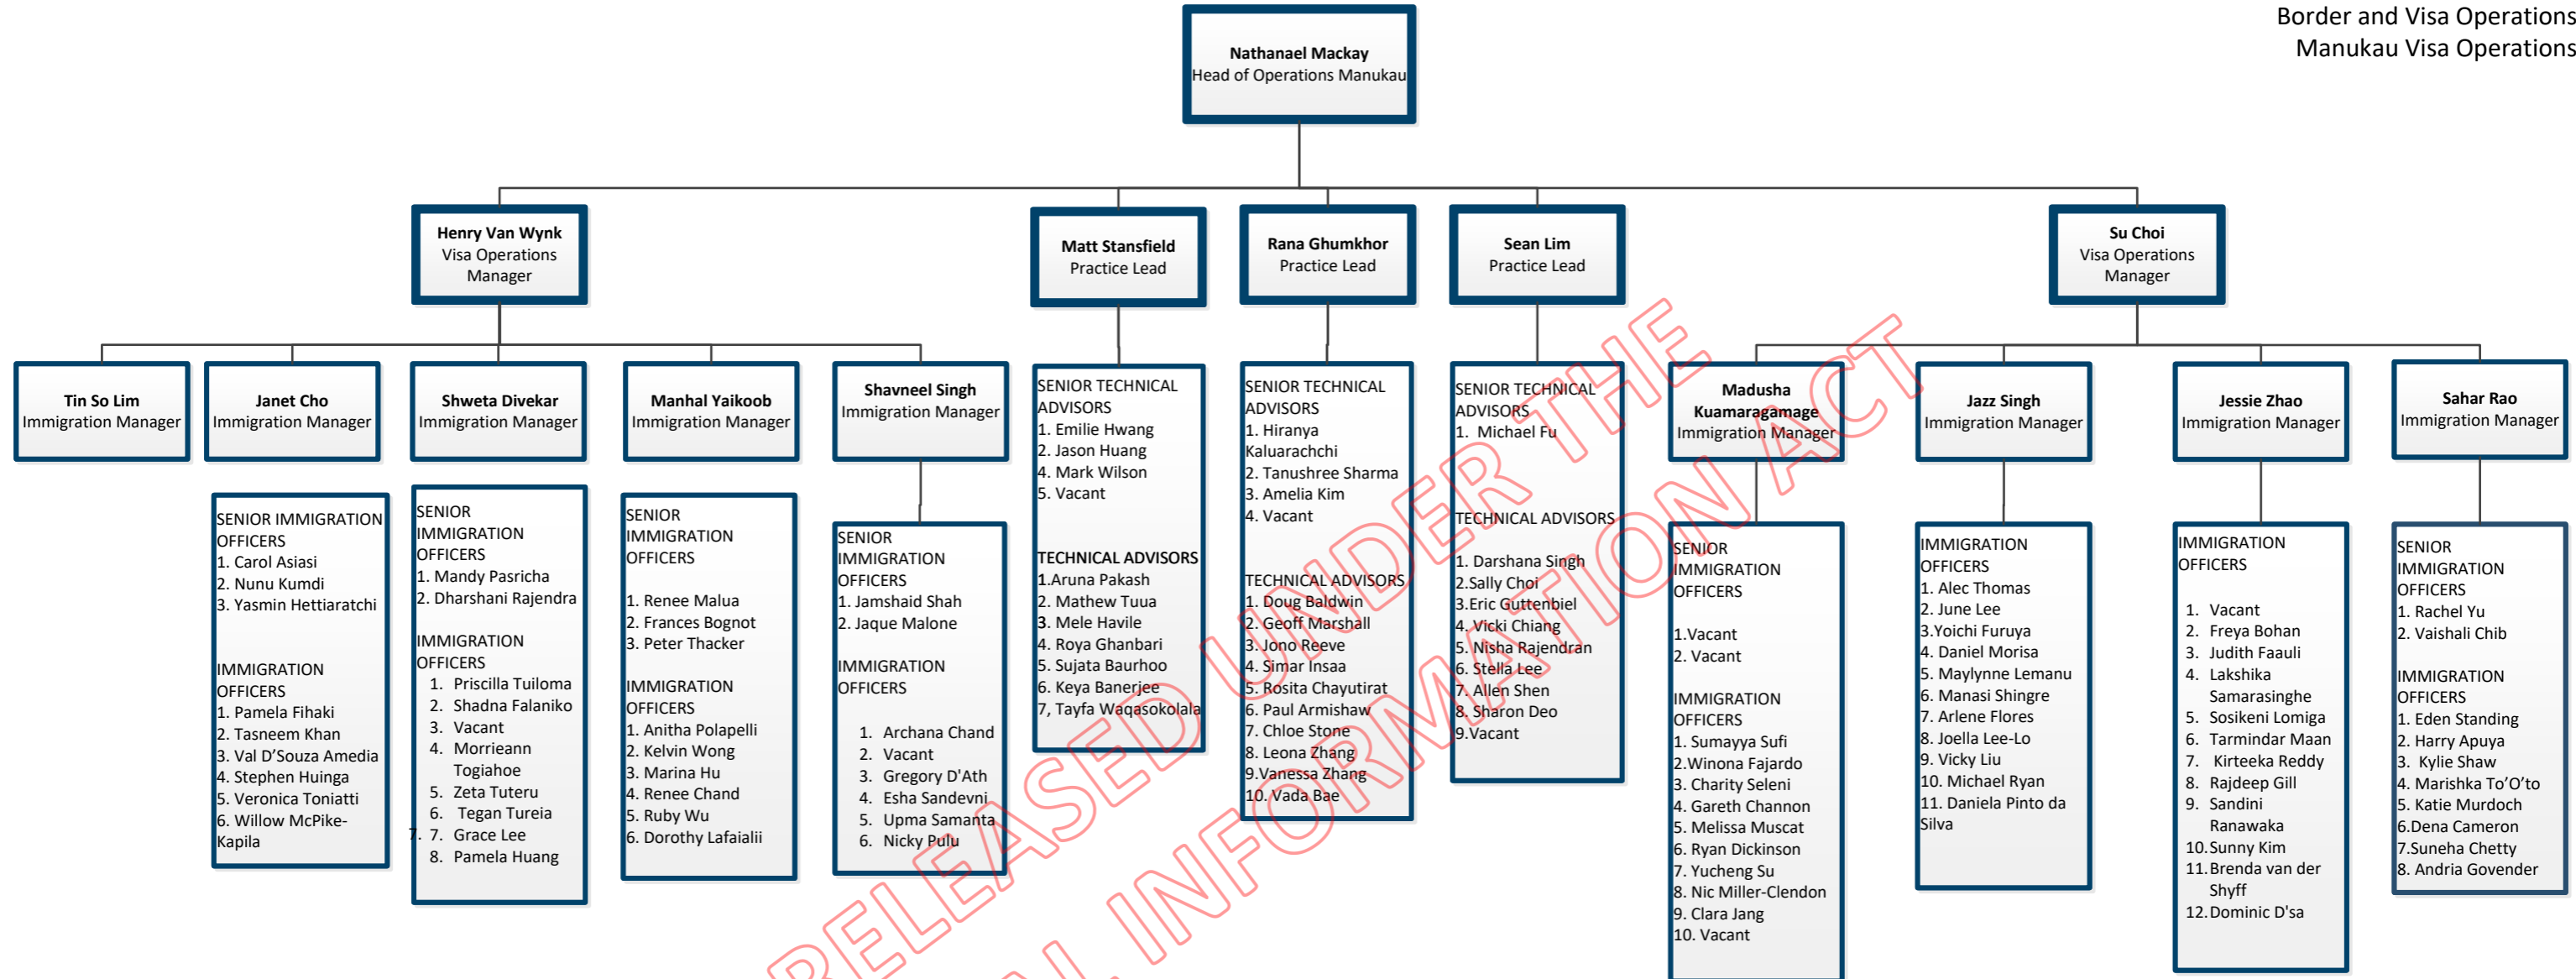 Border and Visa Operations
Manukau Visa Operations
Nathanael Mackay
Head of Operations Manukau
Henry Van Wynk
Visa Operations
Manager
Matt Stansfield
Practice Lead
Rana Ghumkhor
Practice Lead
Sean Lim
Practice Lead
Su Choi
Visa Operations
Manager
Tin So Lim
Immigration Manager
Janet Cho
Immigration Manager
Shweta Divekar
Immigration Manager
Manhal Yaikoob
Immigration Manager
Shavneel Singh
Immigration Manager
SENIOR TECHNICAL
ADVISORS
1. Emilie Hwang
2. Jason Huang
4. Mark Wilson
5. Vacant
TECHNICAL ADVISORS
1.Aruna Pakash
2. Mathew Tuua
3. Mele Havile
4. Roya Ghanbari
5. Sujata Baurhoo
6. Keya Banerjee
7, Tayfa Waqasokolala
SENIOR TECHNICAL
ADVISORS
1. Hiranya
Kaluarachchi
2. Tanushree Sharma
3. Amelia Kim
4. Vacant
TECHNICAL ADVISORS
1. Doug Baldwin
2. Geoff Marshall
3. Jono Reeve
4. Simar Insaa
5. Rosita Chayutirat
6. Paul Armishaw
7. Chloe Stone
8. Leona Zhang
9.Vanessa Zhang
10. Vada Bae
SENIOR TECHNICAL
ADVISORS
1. Michael Fu
TECHNICAL ADVISORS
1. Darshana Singh
2.Sally Choi
3.Eric Guttenbiel
4. Vicki Chiang
5. Nisha Rajendran
6. Stella Lee
7. Allen Shen
8. Sharon Deo
9.Vacant
Madusha
Kuamaragamage
Immigration Manager
Jazz Singh
Immigration Manager
Jessie Zhao
Immigration Manager
Sahar Rao
Immigration Manager
SENIOR IMMIGRATION
OFFICERS
1. Carol Asiasi
2. Nunu Kumdi
3. Yasmin Hettiaratchi
IMMIGRATION
OFFICERS
1. Pamela Fihaki
2. Tasneem Khan
3. Val D'Souza Amedia
4. Stephen Huinga
5. Veronica Toniatti
6. Willow McPike-
Kapila
SENIOR
IMMIGRATION
OFFICERS
1. Mandy Pasricha
2. Dharshani Rajendra
IMMIGRATION
OFFICERS
1. Priscilla Tuiloma
2. Shadna Falaniko
3. Vacant
4. Morrieann
Togiahoe
5. Zeta Tuteru
6. Tegan Tureia
7. 7. Grace Lee
8. Pamela Huang
SENIOR
IMMIGRATION
OFFICERS
1. Renee Malua
2. Frances Bognot
3. Peter Thacker
IMMIGRATION
OFFICERS
1. Anitha Polapelli
2. Kelvin Wong
3. Marina Hu
4. Renee Chand
5. Ruby Wu
6. Dorothy Lafaialii
SENIOR
IMMIGRATION
OFFICERS
1. Jamshaid Shah
2. Jaque Malone
IMMIGRATION
OFFICERS
1. Archana Chand
2. Vacant
3. Gregory D'Ath
4. Esha Sandevni
5. Upma Samanta
6. Nicky Pulu
SENIOR
IMMIGRATION
OFFICERS
1.Vacant
2. Vacant
IMMIGRATION
OFFICERS
1. Sumayya Sufi
2.Winona Fajardo
3. Charity Seleni
4. Gareth Channon
5. Melissa Muscat
6. Ryan Dickinson
7. Yucheng Su
8. Nic Miller-Clendon
9. Clara Jang
10. Vacant
IMMIGRATION
OFFICERS
1. Alec Thomas
2. June Lee
3.Yoichi Furuya
4. Daniel Morisa
5. Maylynne Lemanu
6. Manasi Shingre
7. Arlene Flores
8. Joella Lee-Lo
9. Vicky Liu
10. Michael Ryan
11. Daniela Pinto da
Silva
IMMIGRATION
OFFICERS
1. Vacant
2. Freya Bohan
3. Judith Faauli
4. Lakshika
Samarasinghe
5. Sosikeni Lomiga
6. Tarmindar Maan
7. Kirteeka Reddy
8. Rajdeep Gill
9. Sandini
Ranawaka
10.Sunny Kim
11.Brenda van der
Shyff
12.Dominic D'sa
SENIOR
IMMIGRATION
OFFICERS
1. Rachel Yu
2. Vaishali Chib
IMMIGRATION
OFFICERS
1. Eden Standing
2. Harry Apuya
3. Kylie Shaw
4. Marishka To'O'to
5. Katie Murdoch
6.Dena Cameron
7.Suneha Chetty
8. Andria Govender
RELEASED UNDER THE
INFORMATION ACT